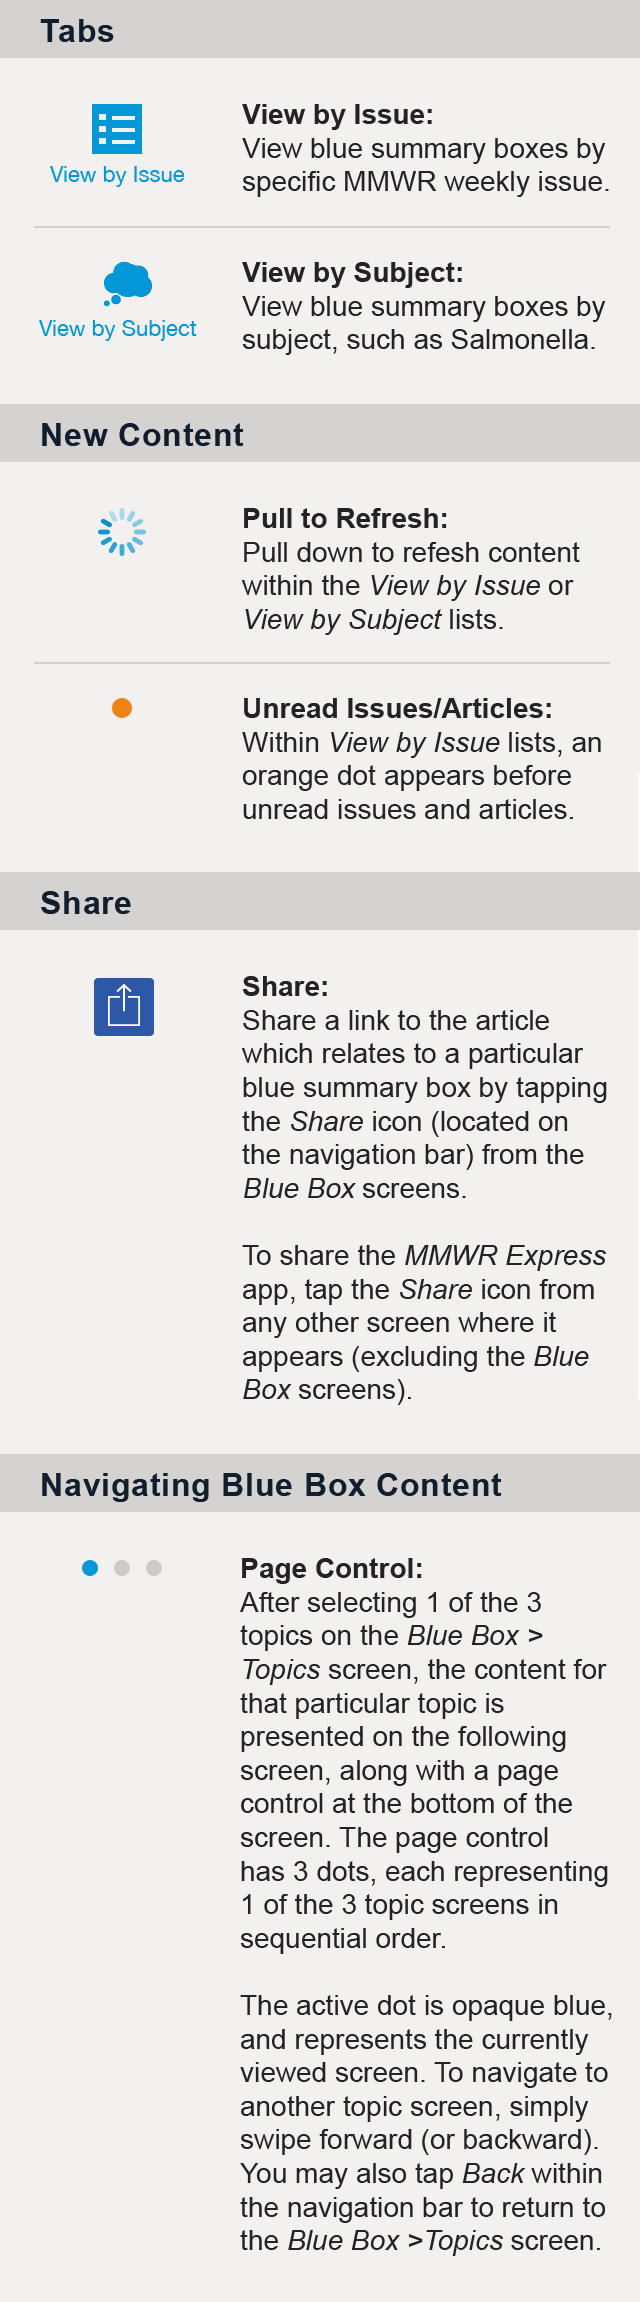 Tabs
View by Issue
View by Issue:
View blue summary boxes by
specific MMWR weekly issue.
View by Subject
View by Subject:
View blue summary boxes by
subject, such as Salmonella.
New Content
Pull to Refresh:
Pull down to refesh content
within the View by Issue or
View by Subject lists.
Unread Issues/Articles:
Within View by Issue lists, an
orange dot appears before
unread issues and articles.
Share
Share:
Share a link to the article
which relates to a particular
blue summary box by tapping
the Share icon (located on
the navigation bar) from the
Blue Box screens.
To share the MMWR Express
app, tap the Share icon from
any other screen where it
appears (excluding the Blue
Box screens).
Navigating Blue Box Content
Page Control:
After selecting 1 of the 3
topics on the Blue Box >
Topics screen, the content for
that particular topic is
presented on the following
screen, along with a page
control at the bottom of the
screen. The page control
has 3 dots, each representing
1 of the 3 topic screens in
sequential order.
The active dot is opaque blue,
and represents the currently
viewed screen. To navigate to
another topic screen, simply
swipe forward (or backward).
You may also tap Back within
the navigation bar to return to
the Blue Box >Topics screen.